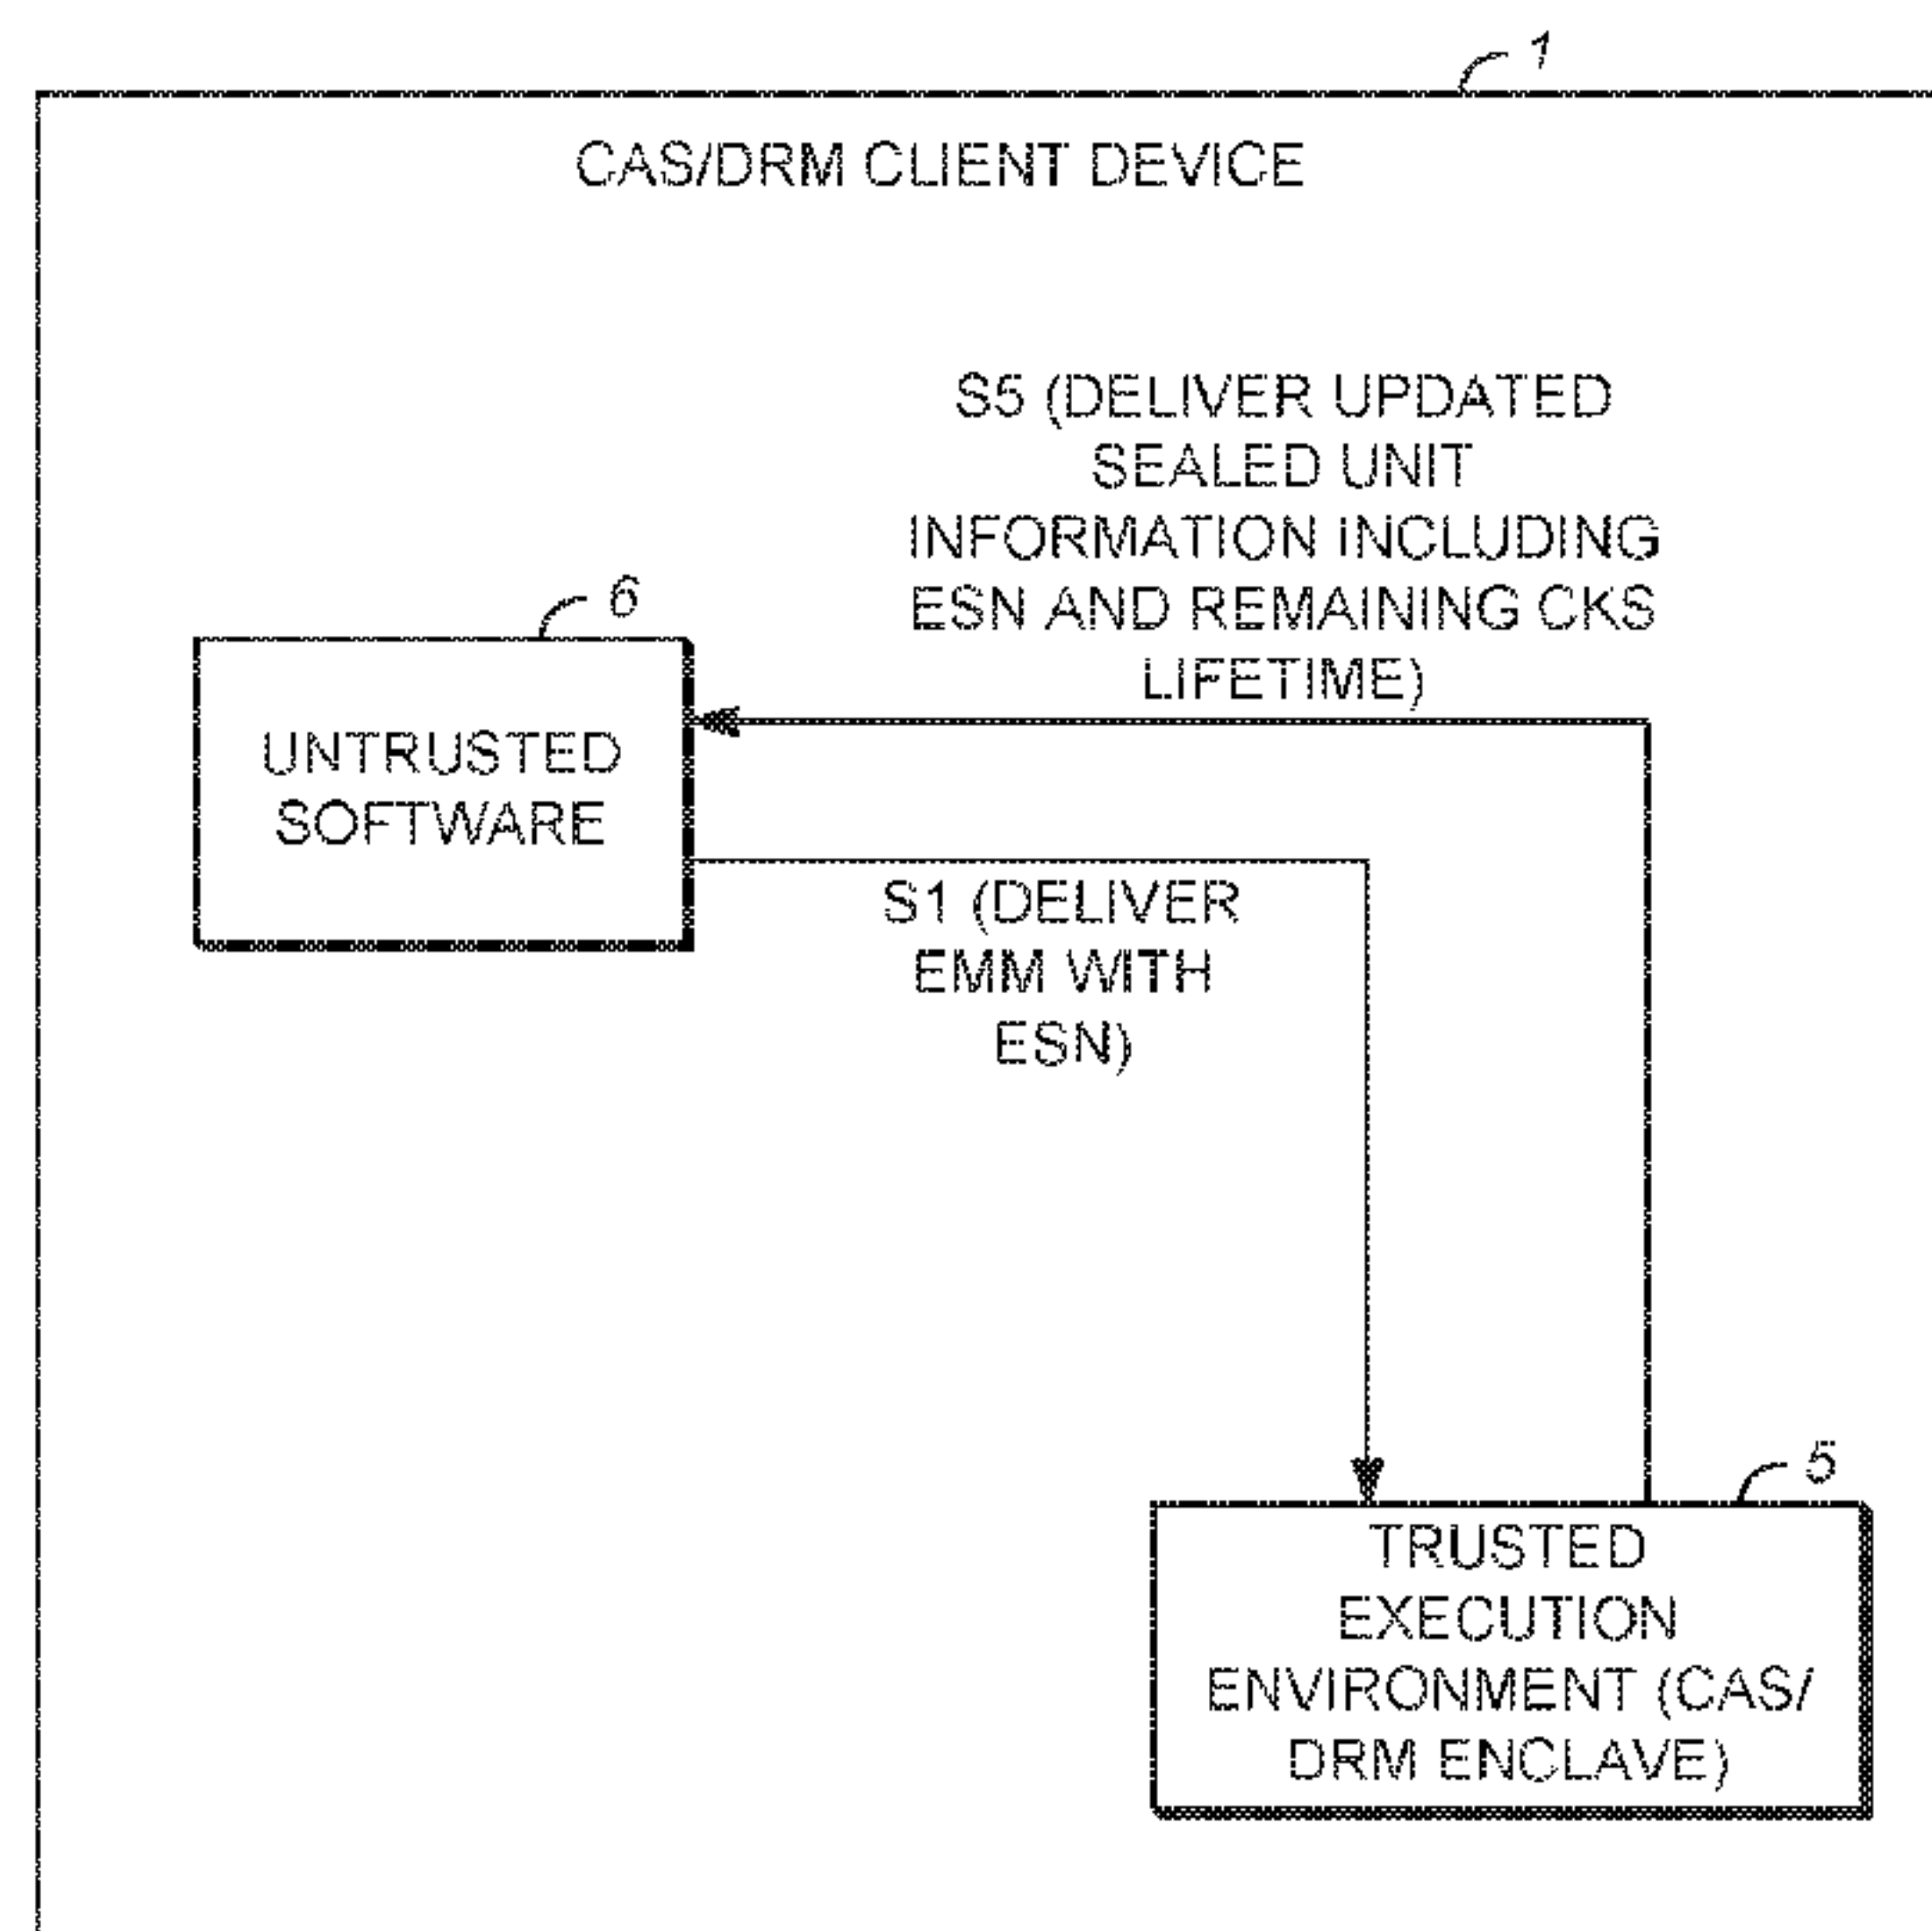 1
CAS/DRM CLIENT DEVICE
S5 (DELIVER UPDATED
SEALED UNIT
INFORMATION INCLUDING
ESN AND REMAINING CKS
LIFETIME)
6
UNTRUSTED
SOFTWARE
S1 (DELIVER
EMM WITH
ESN)
5
TRUSTED
EXECUTION
ENVIRONMENT (CAS/
DRM ENCLAVE)